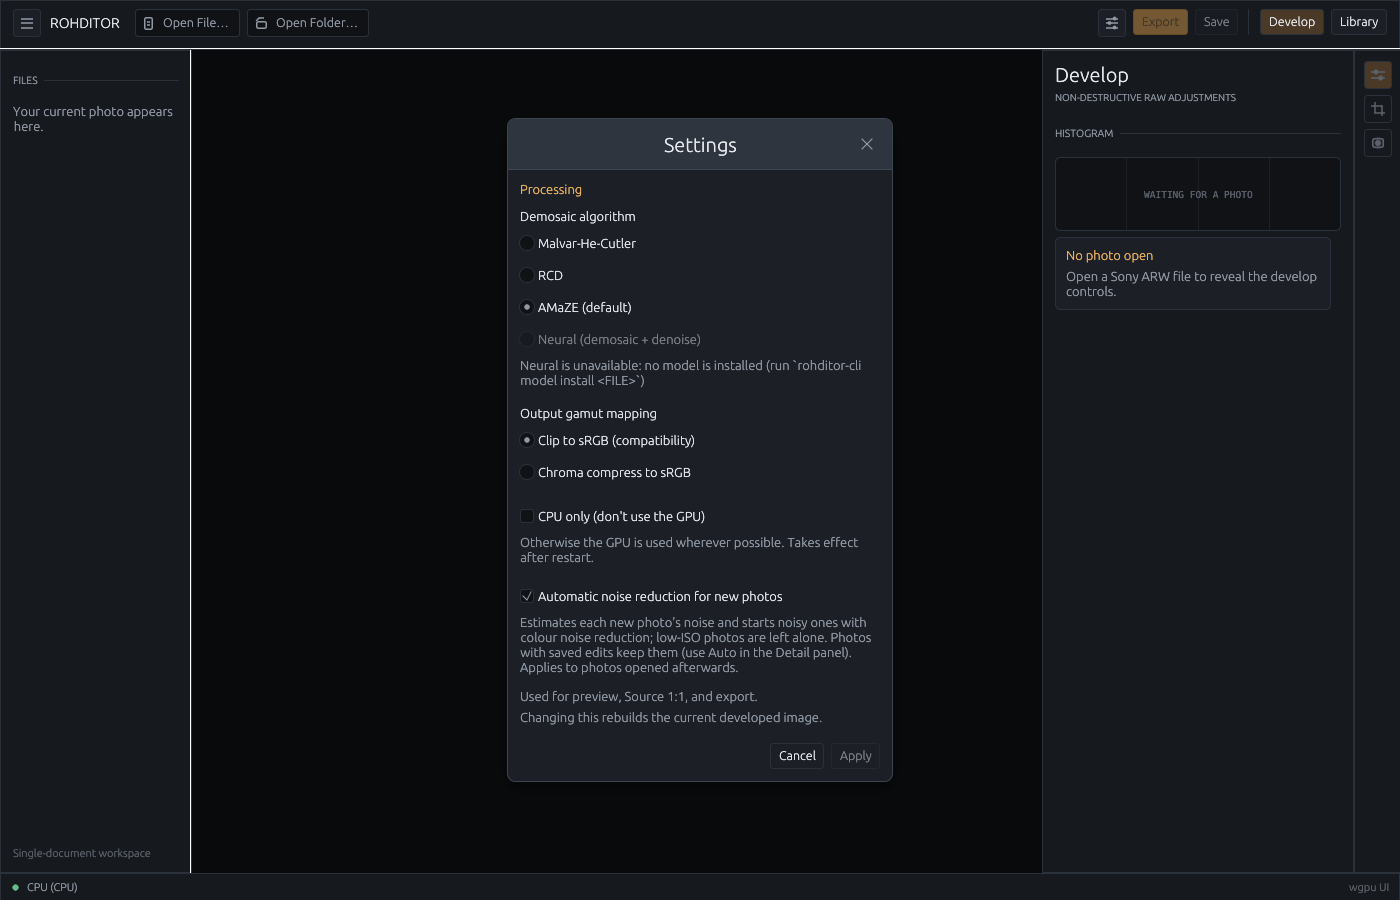 ROHDITOR
Open File...
Open Folder...
Export
Save
Develop
Library
FILES
Your current photo appears
here.
Single-document workspace
Settings
Processing
Demosaic algorithm
Malvar-He-Cutler
RCD
AMaZE (default)
Neural (demosaic + denoise)
Neural is unavailable: no model is installed (run `rohditor-cli
model install <FILE>`)
Output gamut mapping
Clip to sRGB (compatibility)
Chroma compress to sRGB
CPU only (don't use the GPU)
Otherwise the GPU is used wherever possible. Takes effect
after restart.
Automatic noise reduction for new photos
Estimates each new photo's noise and starts noisy ones with
colour noise reduction; low-ISO photos are left alone. Photos
with saved edits keep them (use Auto in the Detail panel).
Applies to photos opened afterwards.
Used for preview, Source 1:1, and export.
Changing this rebuilds the current developed image.
Cancel
Apply
Develop
NON-DESTRUCTIVE RAW ADJUSTMENTS
HISTOGRAM
WAITING FOR A PHOTO
No photo open
Open a Sony ARW file to reveal the develop
controls.
CPU (CPU)
wgpu UI